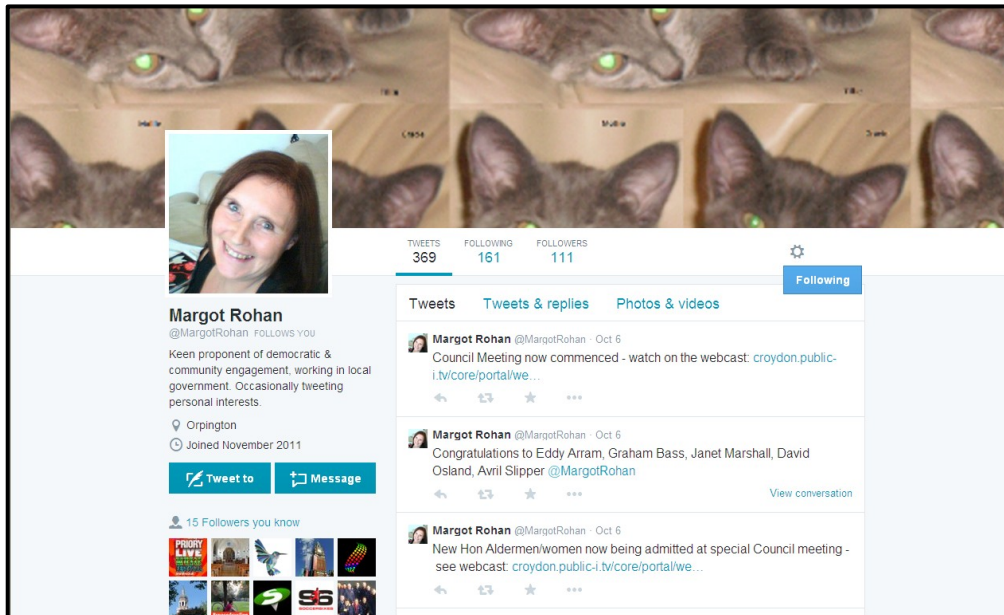 TWEETS
369
FOLLOWING
161
FOLLOWERS
111
Following
Margot Rohan
@MargotRohan FOLLOWS YOU
Keen proponent of democratic &
community engagement, working in local
government. Occasionally tweeting
personal interests.
Orpington
Joined November 2011
Tweet to
Message
15 Followers you know
PRIORY
LIVE
Tweets
Tweets & replies
Photos & videos
Margot Rohan @MargotRohan · Oct 6
Council Meeting now commenced - watch on the webcast: croydon.public-
i.tv/core/portal/we…
Margot Rohan @MargotRohan · Oct 6
Congratulations to Eddy Arram, Graham Bass, Janet Marshall, David
Osland, Avril Slipper @MargotRohan
View conversation
Margot Rohan @MargotRohan · Oct 6
New Hon Aldermen/women now being admitted at special Council meeting -
see webcast: croydon.public-i.tv/core/portal/we…